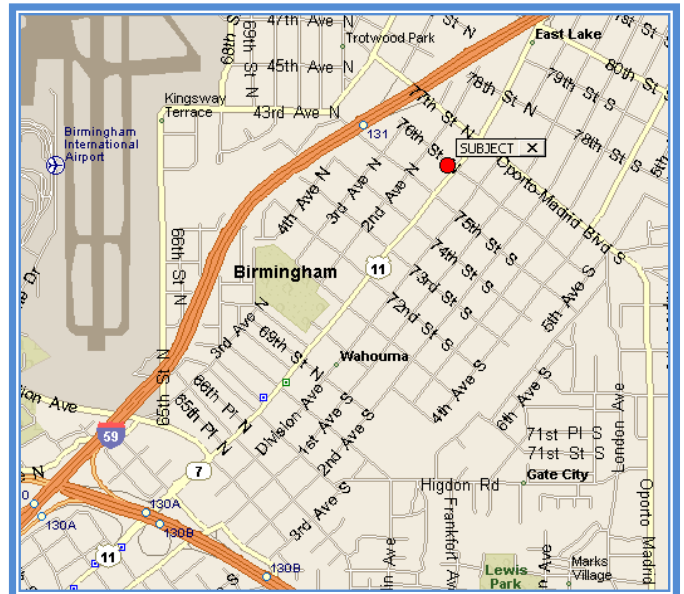 47th Ave N
69th St N
68th St N
Trotwood Park
East Lake
45th Ave N
78th St N
79th St S
80th St S
Kingsway
Terrace
43rd Ave N
77th St N
131
76th St N
78th St S
Birmingham
International
Airport
SUBJECT X
4th Ave N
3rd Ave N
2nd Ave N
Oporto-Madrid Blvd S
66th St N
75th St S
74th St S
73rd St S
Birmingham
11
72nd St S
5th Ave S
3rd Ave N
69th St N
Wahouma
66th Pl N
65th Pl N
65th St N
Division Ave
1st Ave S
2nd Ave S
4th Ave S
6th Ave S
London Ave
59
71st Pl S
71st St S
7
Higdon Rd
Gate City
130A
130B
130A
3rd Ave S
Frankfort Ave
Oporto Madrid
11
130B
Lewis
Park
Marks
Village